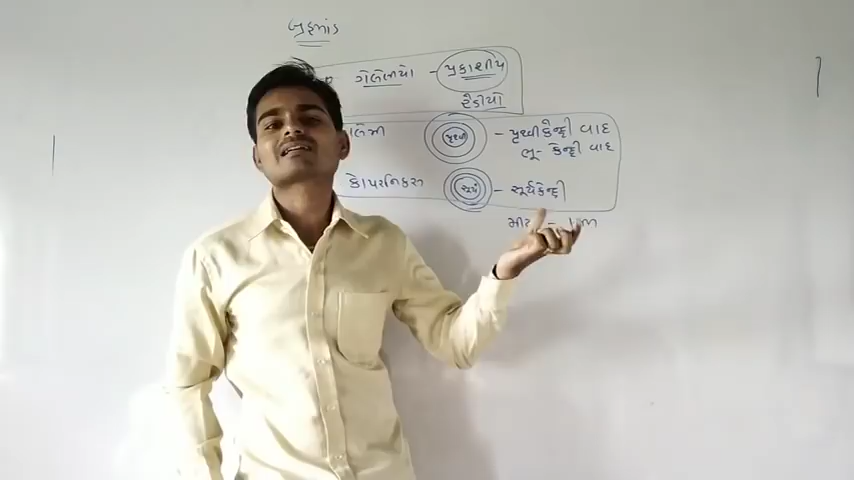 બ્રહ્માંડ
ગેલેલીયો - પ્રકાશીય
રેડીયો
પૃથ્વી - પૃથ્વીકેન્દ્રી વાદ
ભૂ- કેન્દ્રી વાદ
કોપરનિકસ સૂર્ય - સૂર્યકેન્દ્રી